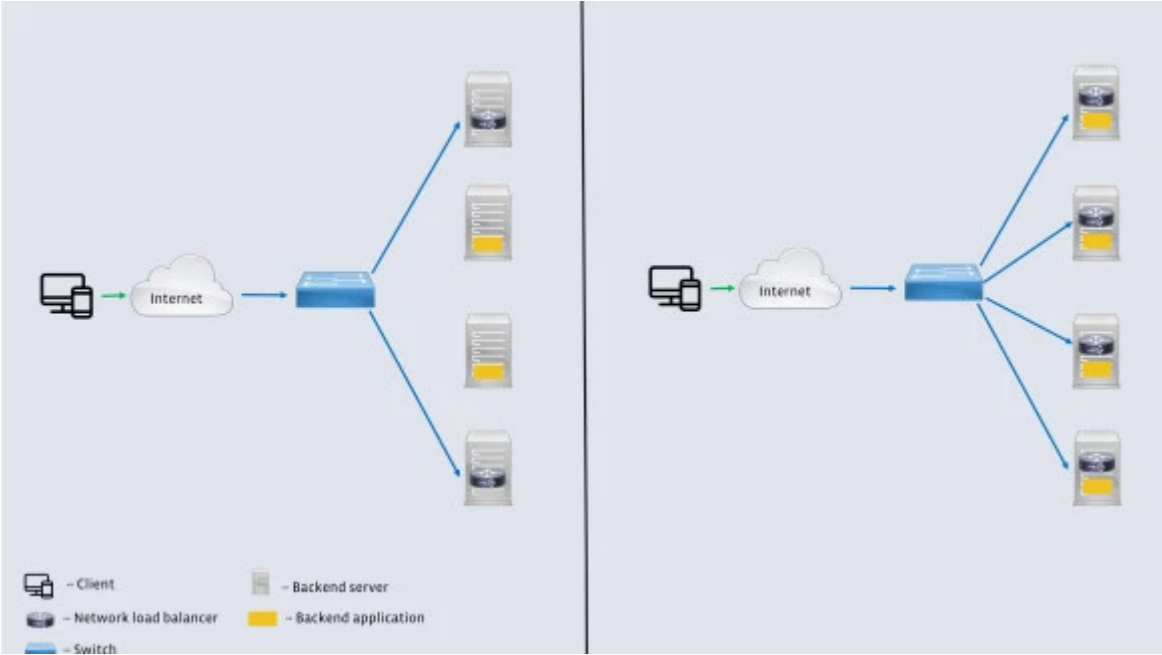 Internet
Internet
– Client
– Backend server
– Network load balancer
– Backend application
– Switch